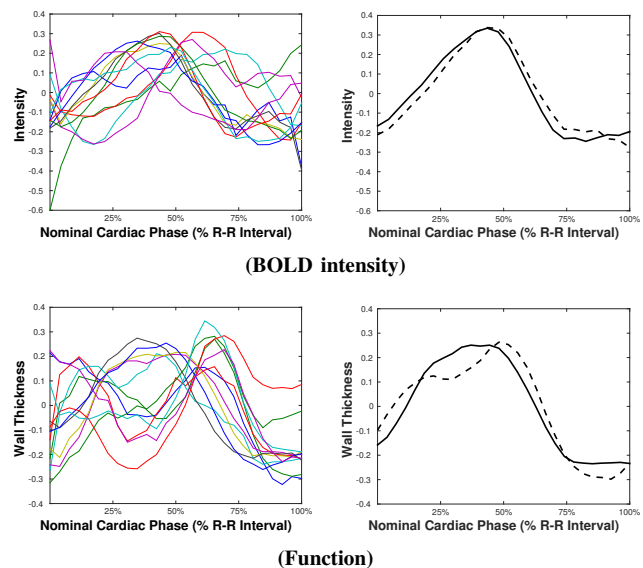 0.4
0.3
0.2
0.1
0
-0.1
-0.2
-0.3
-0.4
-0.5
-0.6
Intensity
25% 50% 75% 100%
Nominal Cardiac Phase (% R-R Interval)
0.4
0.3
0.2
0.1
0
-0.1
-0.2
-0.3
-0.4
-0.5
-0.6
Intensity
25% 50% 75% 100%
Nominal Cardiac Phase (% R-R Interval)
(BOLD intensity)
0.4
0.3
0.2
0.1
0
-0.1
-0.2
-0.3
-0.4
Wall Thickness
25% 50% 75% 100%
Nominal Cardiac Phase (% R-R Interval)
0.4
0.3
0.2
0.1
0
-0.1
-0.2
-0.3
-0.4
Wall Thickness
25% 50% 75% 100%
Nominal Cardiac Phase (% R-R Interval)
(Function)